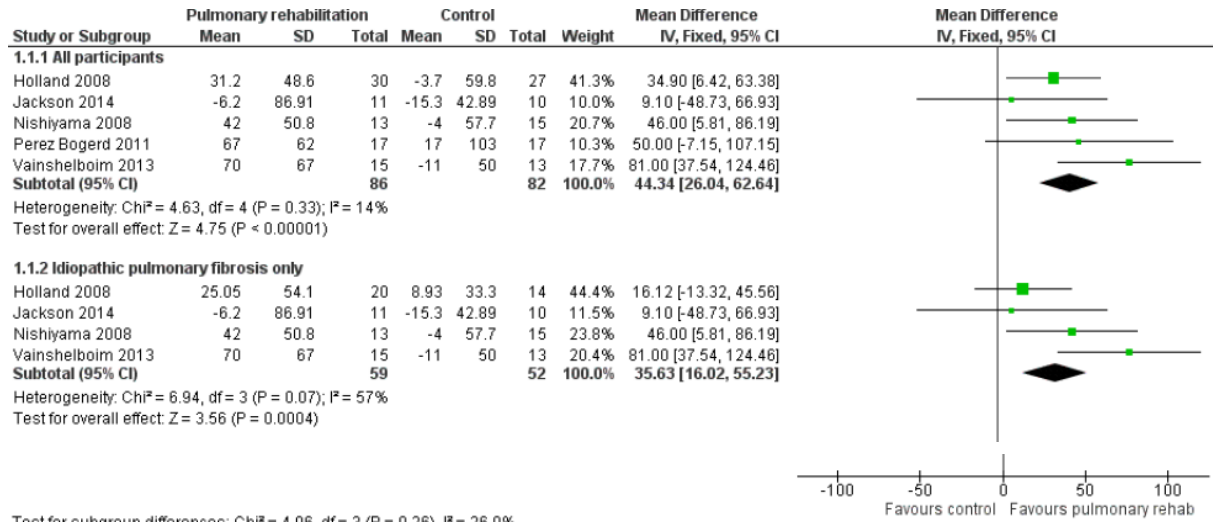 Pulmonary rehabilitation Control Mean Difference Mean Difference
Study or Subgroup Mean SD Total Mean SD Total Weight IV, Fixed, 95% CI IV, Fixed, 95% CI
1.1.1 All participants
Holland 2008 31.2 48.6 30 -3.7 59.8 27 41.3% 34.90 [6.42, 63.38]
Jackson 2014 -6.2 86.91 11 -15.3 42.89 10 10.0% 9.10 [-48.73, 66.93]
Nishiyama 2008 42 50.8 13 -4 57.7 15 20.7% 46.00 [5.81, 86.19]
Perez Bogerd 2011 67 62 17 17 103 17 10.3% 50.00 [-7.15, 107.15]
Vainshelboim 2013 70 67 15 -11 50 13 17.7% 81.00 [37.54, 124.46]
Subtotal (95% CI) 86 82 100.0% 44.34 [26.04, 62.64]
Heterogeneity: Chi² = 4.63, df = 4 (P = 0.33); I² = 14%
Test for overall effect: Z = 4.75 (P < 0.00001)
1.1.2 Idiopathic pulmonary fibrosis only
Holland 2008 25.05 54.1 20 8.93 33.3 14 44.4% 16.12 [-13.32, 45.56]
Jackson 2014 -6.2 86.91 11 -15.3 42.89 10 11.5% 9.10 [-48.73, 66.93]
Nishiyama 2008 42 50.8 13 -4 57.7 15 23.8% 46.00 [5.81, 86.19]
Vainshelboim 2013 70 67 15 -11 50 13 20.4% 81.00 [37.54, 124.46]
Subtotal (95% CI) 59 52 100.0% 35.63 [16.02, 55.23]
Heterogeneity: Chi² = 6.94, df = 3 (P = 0.07); I² = 57%
Test for overall effect: Z = 3.56 (P = 0.0004)
-100 -50 0 50 100
Favours control Favours pulmonary rehab
Test for subgroup differences: Chi² = df = (P = I² =